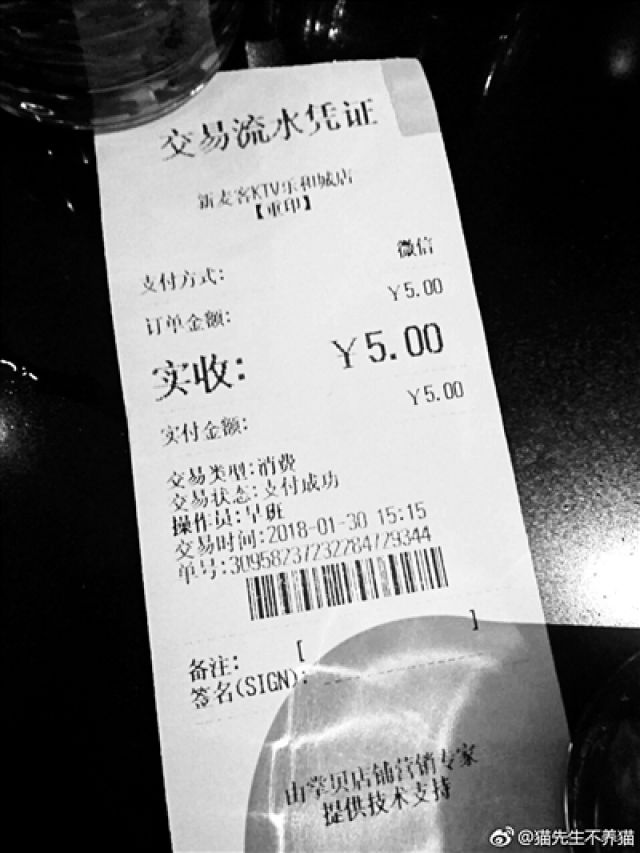 交易流水凭证
新麦客KTV乐和城店
【重印】
支付方式: 微信
订单金额: ￥5.00
实收: ￥5.00
实付金额: ￥5.00
交易类型:消费
交易状态:支付成功
操作员:早班
交易时间:2018-01-30 15:15
单号:30958237232284729344
备注: [ ]
签名(SIGN):
由掌贝店铺营销专家
提供技术支持
@猫先生不养猫